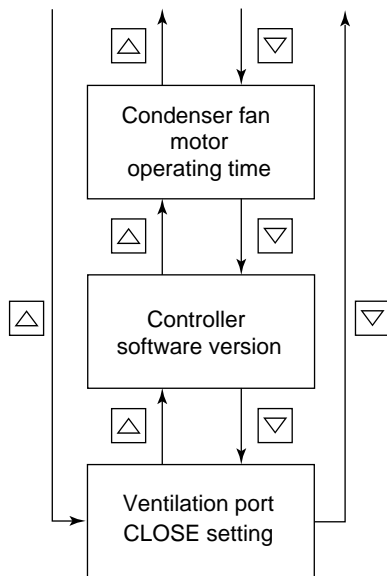 Condenser fan
motor
operating time
Controller
software version
Ventilation port
CLOSE setting